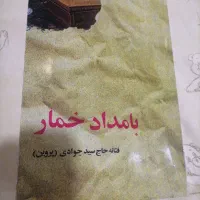 بامداد خمار
فتانه حاج سید جوادی (پروین)